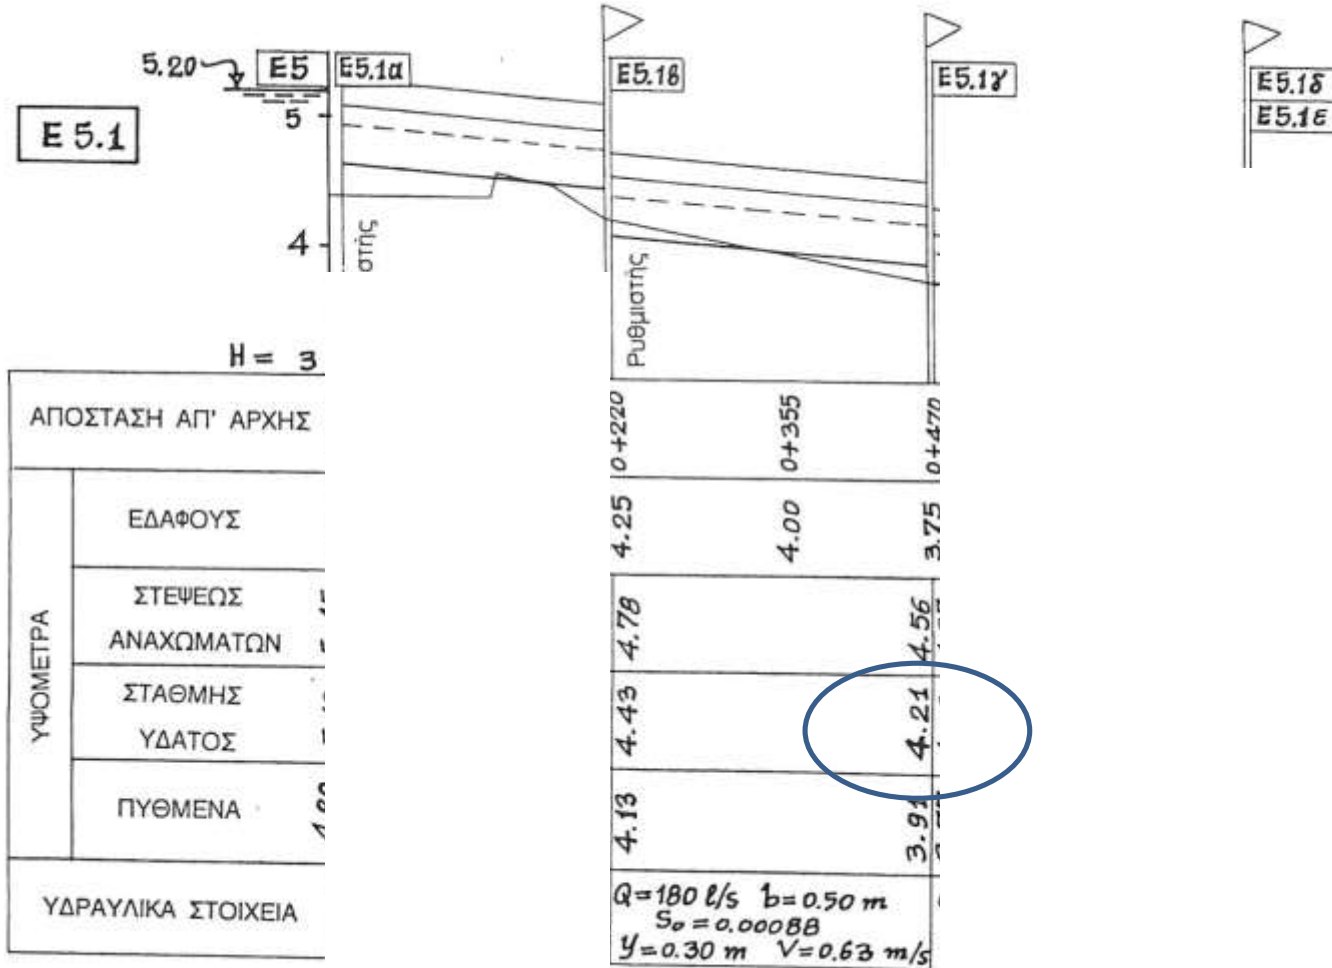 5.20
E5
E5.1α
E5.1β
E5.1γ
E5.1δ
E5.1ε
E 5.1
5
4
στής
Ρυθμιστής
H = 3
ΑΠΟΣΤΑΣΗ ΑΠ' ΑΡΧΗΣ
0+220
0+355
0+470
ΥΨΟΜΕΤΡΑ
ΕΔΑΦΟΥΣ
4.25
4.00
3.75
ΣΤΕΨΕΩΣ
ΑΝΑΧΩΜΑΤΩΝ
4.78
4.56
ΣΤΑΘΜΗΣ
ΥΔΑΤΟΣ
4.43
4.21
ΠΥΘΜΕΝΑ
4.13
3.91
ΥΔΡΑΥΛΙΚΑ ΣΤΟΙΧΕΙΑ
Q=180 l/s b=0.50 m
S₀ = 0.00088
y=0.30 m V=0.63 m/s